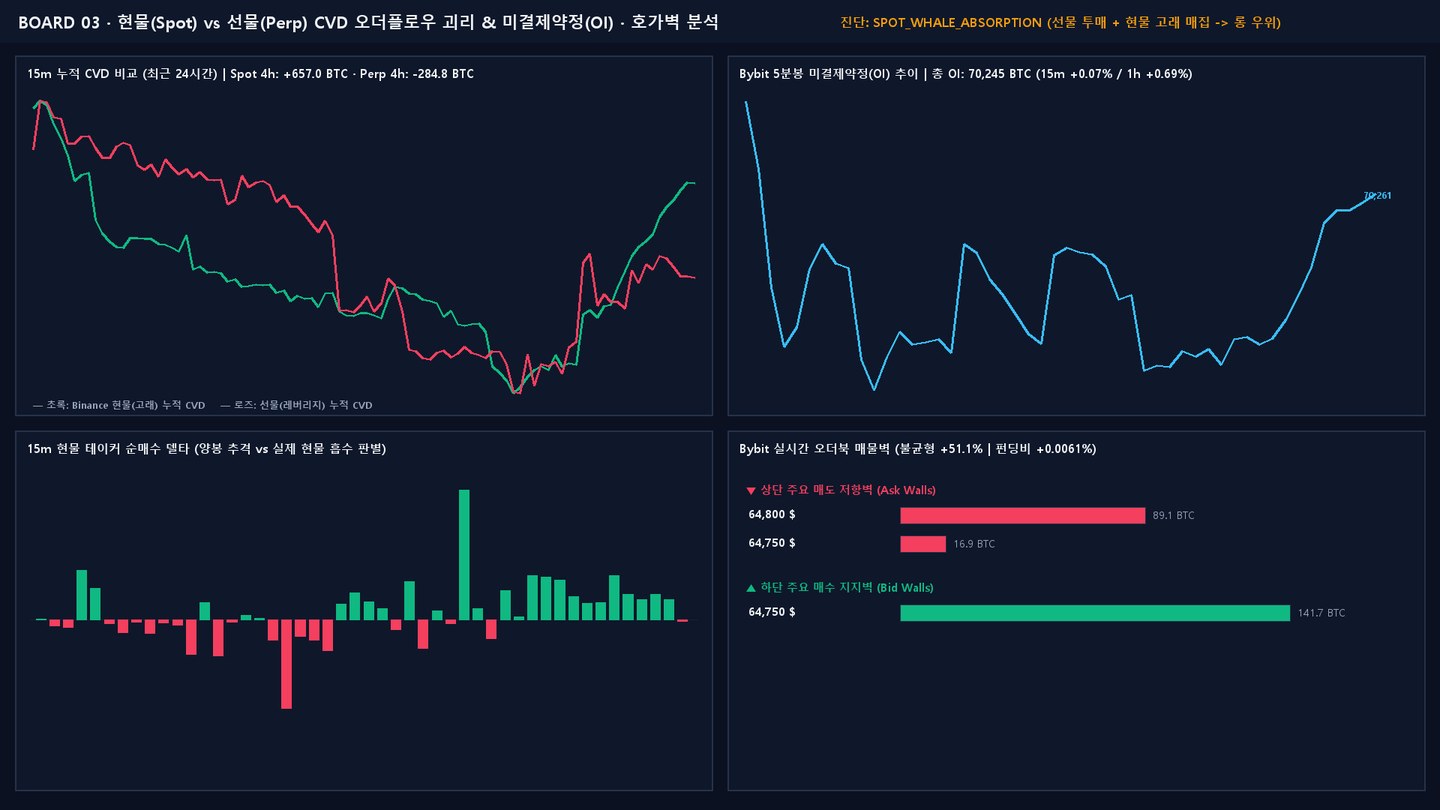 BOARD 03 · 현물(Spot) vs 선물(Perp) CVD 오더플로우 괴리 & 미결제약정(OI) · 호가벽 분석
진단: SPOT_WHALE_ABSORPTION (선물 투매 + 현물 고래 매집 -> 롱 우위)
15m 누적 CVD 비교 (최근 24시간) | Spot 4h: +657.0 BTC · Perp 4h: -284.8 BTC
— 초록: Binance 현물(고래) 누적 CVD — 로즈: 선물(레버리지) 누적 CVD
Bybit 5분봉 미결제약정(OI) 추이 | 총 OI: 70,245 BTC (15m +0.07% / 1h +0.69%)
70,261
15m 현물 테이커 순매수 델타 (양봉 추격 vs 실제 현물 흡수 판별)
Bybit 실시간 오더북 매물벽 (불균형 +51.1% | 펀딩비 +0.0061%)
▼ 상단 주요 매도 저항벽 (Ask Walls)
64,800 $ 89.1 BTC
64,750 $ 16.9 BTC
▲ 하단 주요 매수 지지벽 (Bid Walls)
64,750 $ 141.7 BTC